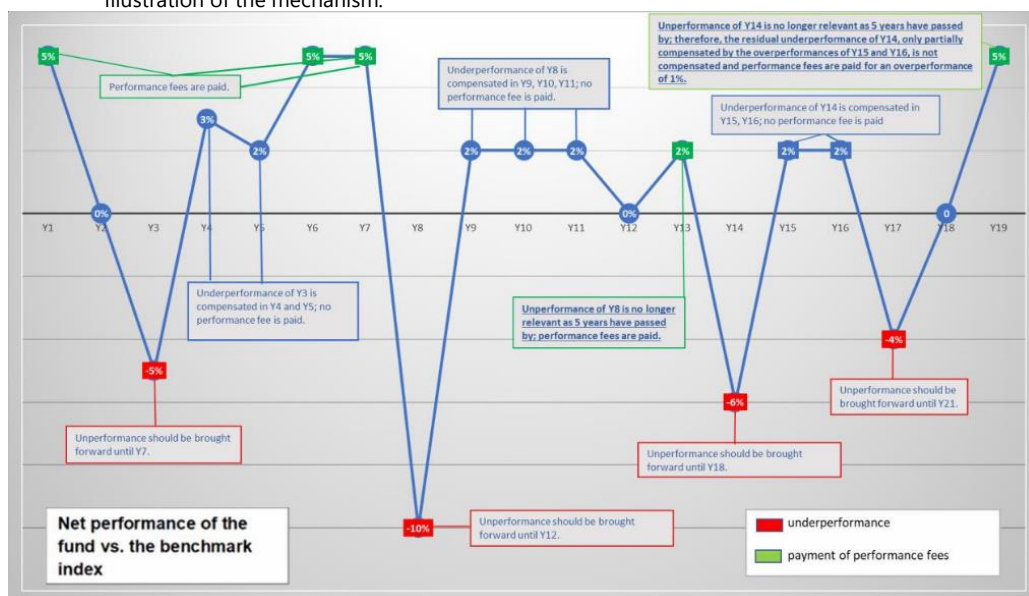 illustration of the mechanism.
Unperformance of Y14 is no longer relevant as 5 years have passed
by; therefore, the residual underperformance of Y14, only partially
compensated by the overperformances of Y15 and Y16, is not
compensated and performance fees are paid for an overperformance
of 1%.
5%
5%
5%
5%
Performance fees are paid.
Underperformance of Y8 is
compensated in Y9, Y10, Y11; no
performance fee is paid.
Underperformance of Y14 is compensated in
Y15, Y16; no performance fee is paid
3%
2%
2%
2%
2%
2%
2%
2%
0%
0%
0
Y1
Y2
Y3
Y4
Y5
Y6
Y7
Y8
Y9
Y10
Y11
Y12
Y13
Y14
Y15
Y16
Y17
Y18
Y19
Underperformance of Y3 is
compensated in Y4 and Y5; no
performance fee is paid.
Unperformance of Y8 is no longer
relevant as 5 years have passed
by; performance fees are paid.
-5%
-4%
-6%
Unperformance should be
brought forward until Y21.
Unperformance should be brought
forward until Y7.
Unperformance should be brought
forward until Y18.
-10%
Unperformance should be brought
forward until Y12.
Net performance of the
fund vs. the benchmark
index
underperformance
payment of performance fees